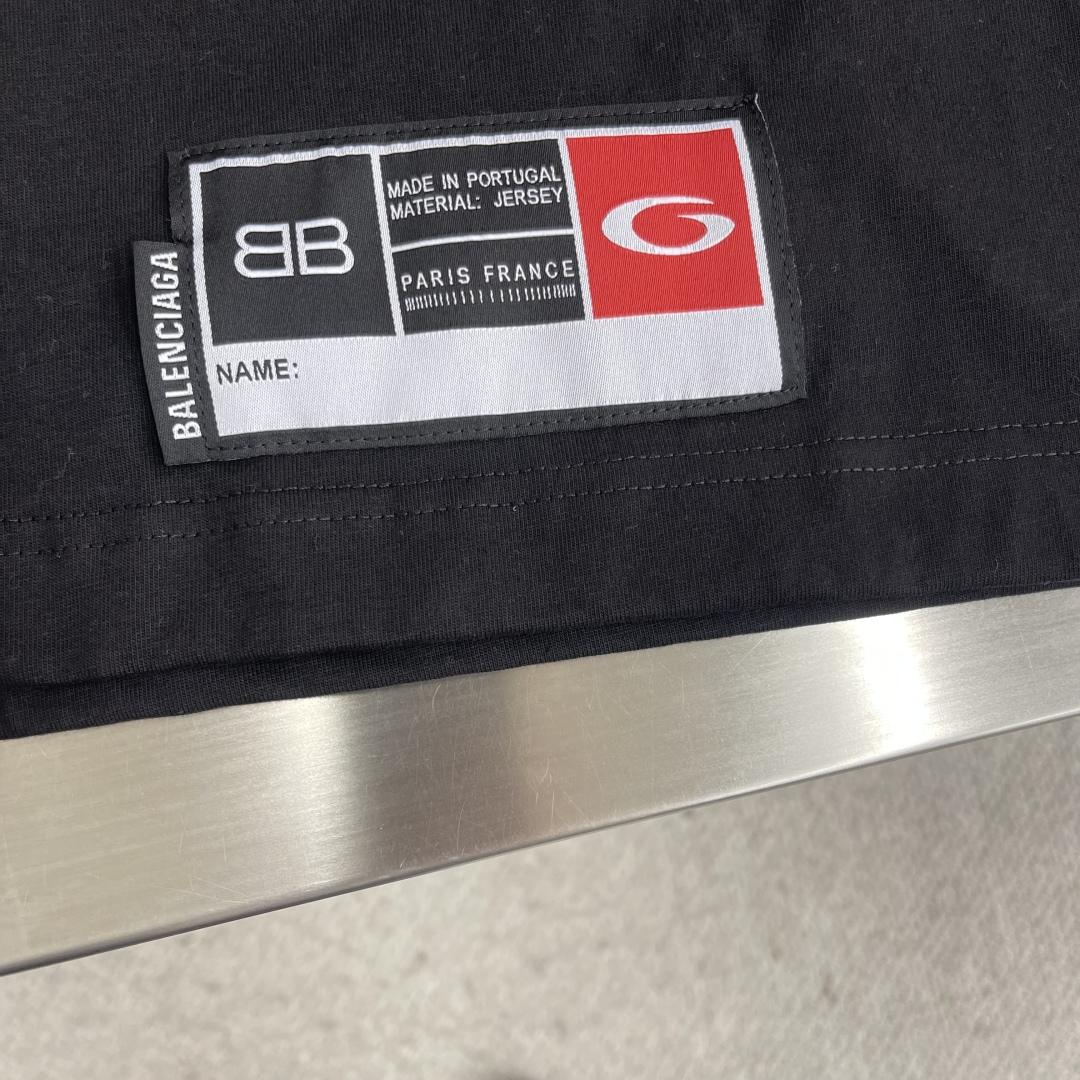 BALENCIAGA
BB
MADE IN PORTUGAL
MATERIAL: JERSEY
PARIS FRANCE
NAME: